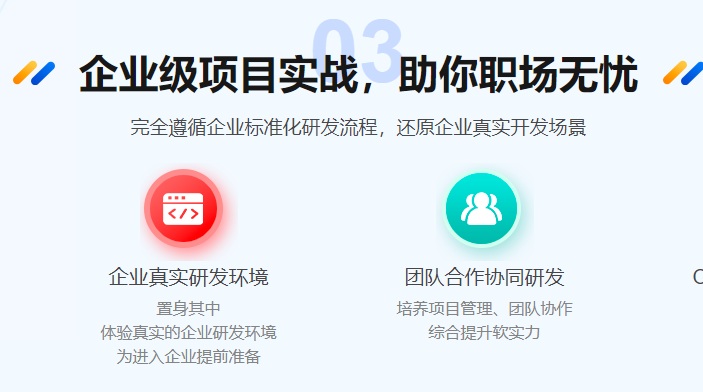 03
企业级项目实战，助你职场无忧
完全遵循企业标准化研发流程，还原企业真实开发场景
企业真实研发环境
置身其中
体验真实的企业研发环境
为进入企业提前准备
团队合作协同研发
培养项目管理、团队协作
综合提升软实力